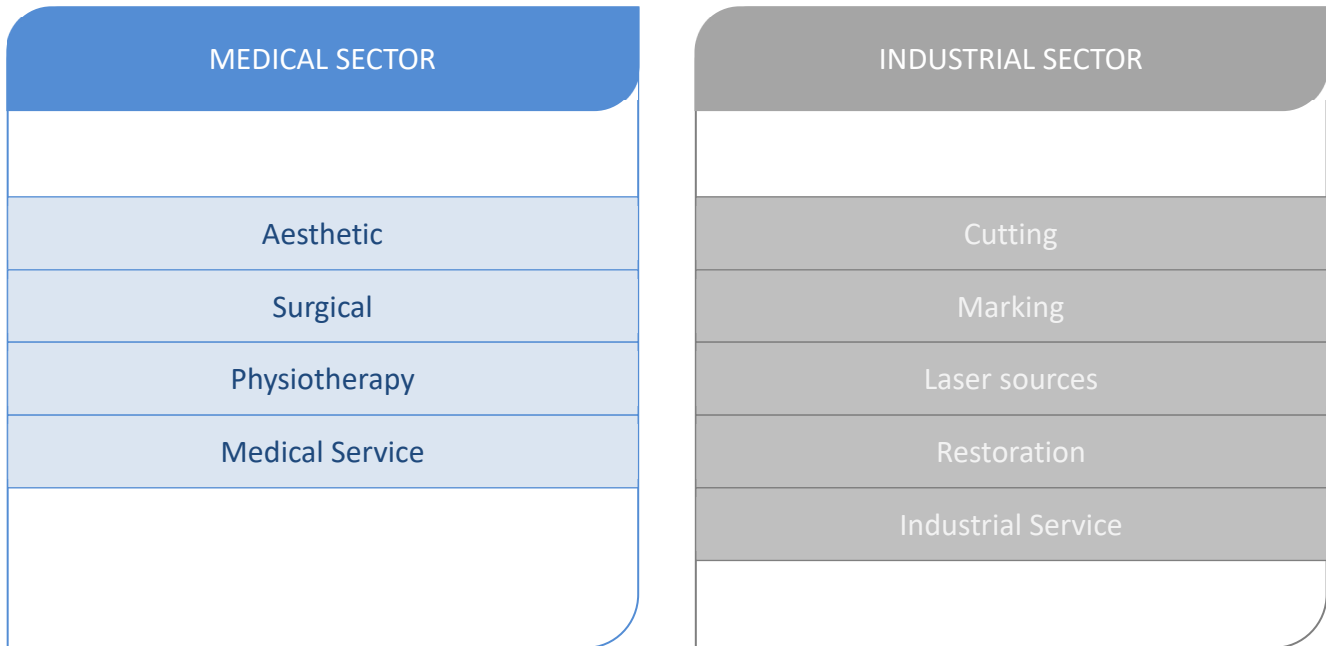 MEDICAL SECTOR
Aesthetic
Surgical
Physiotherapy
Medical Service
INDUSTRIAL SECTOR
Cutting
Marking
Laser sources
Restoration
Industrial Service